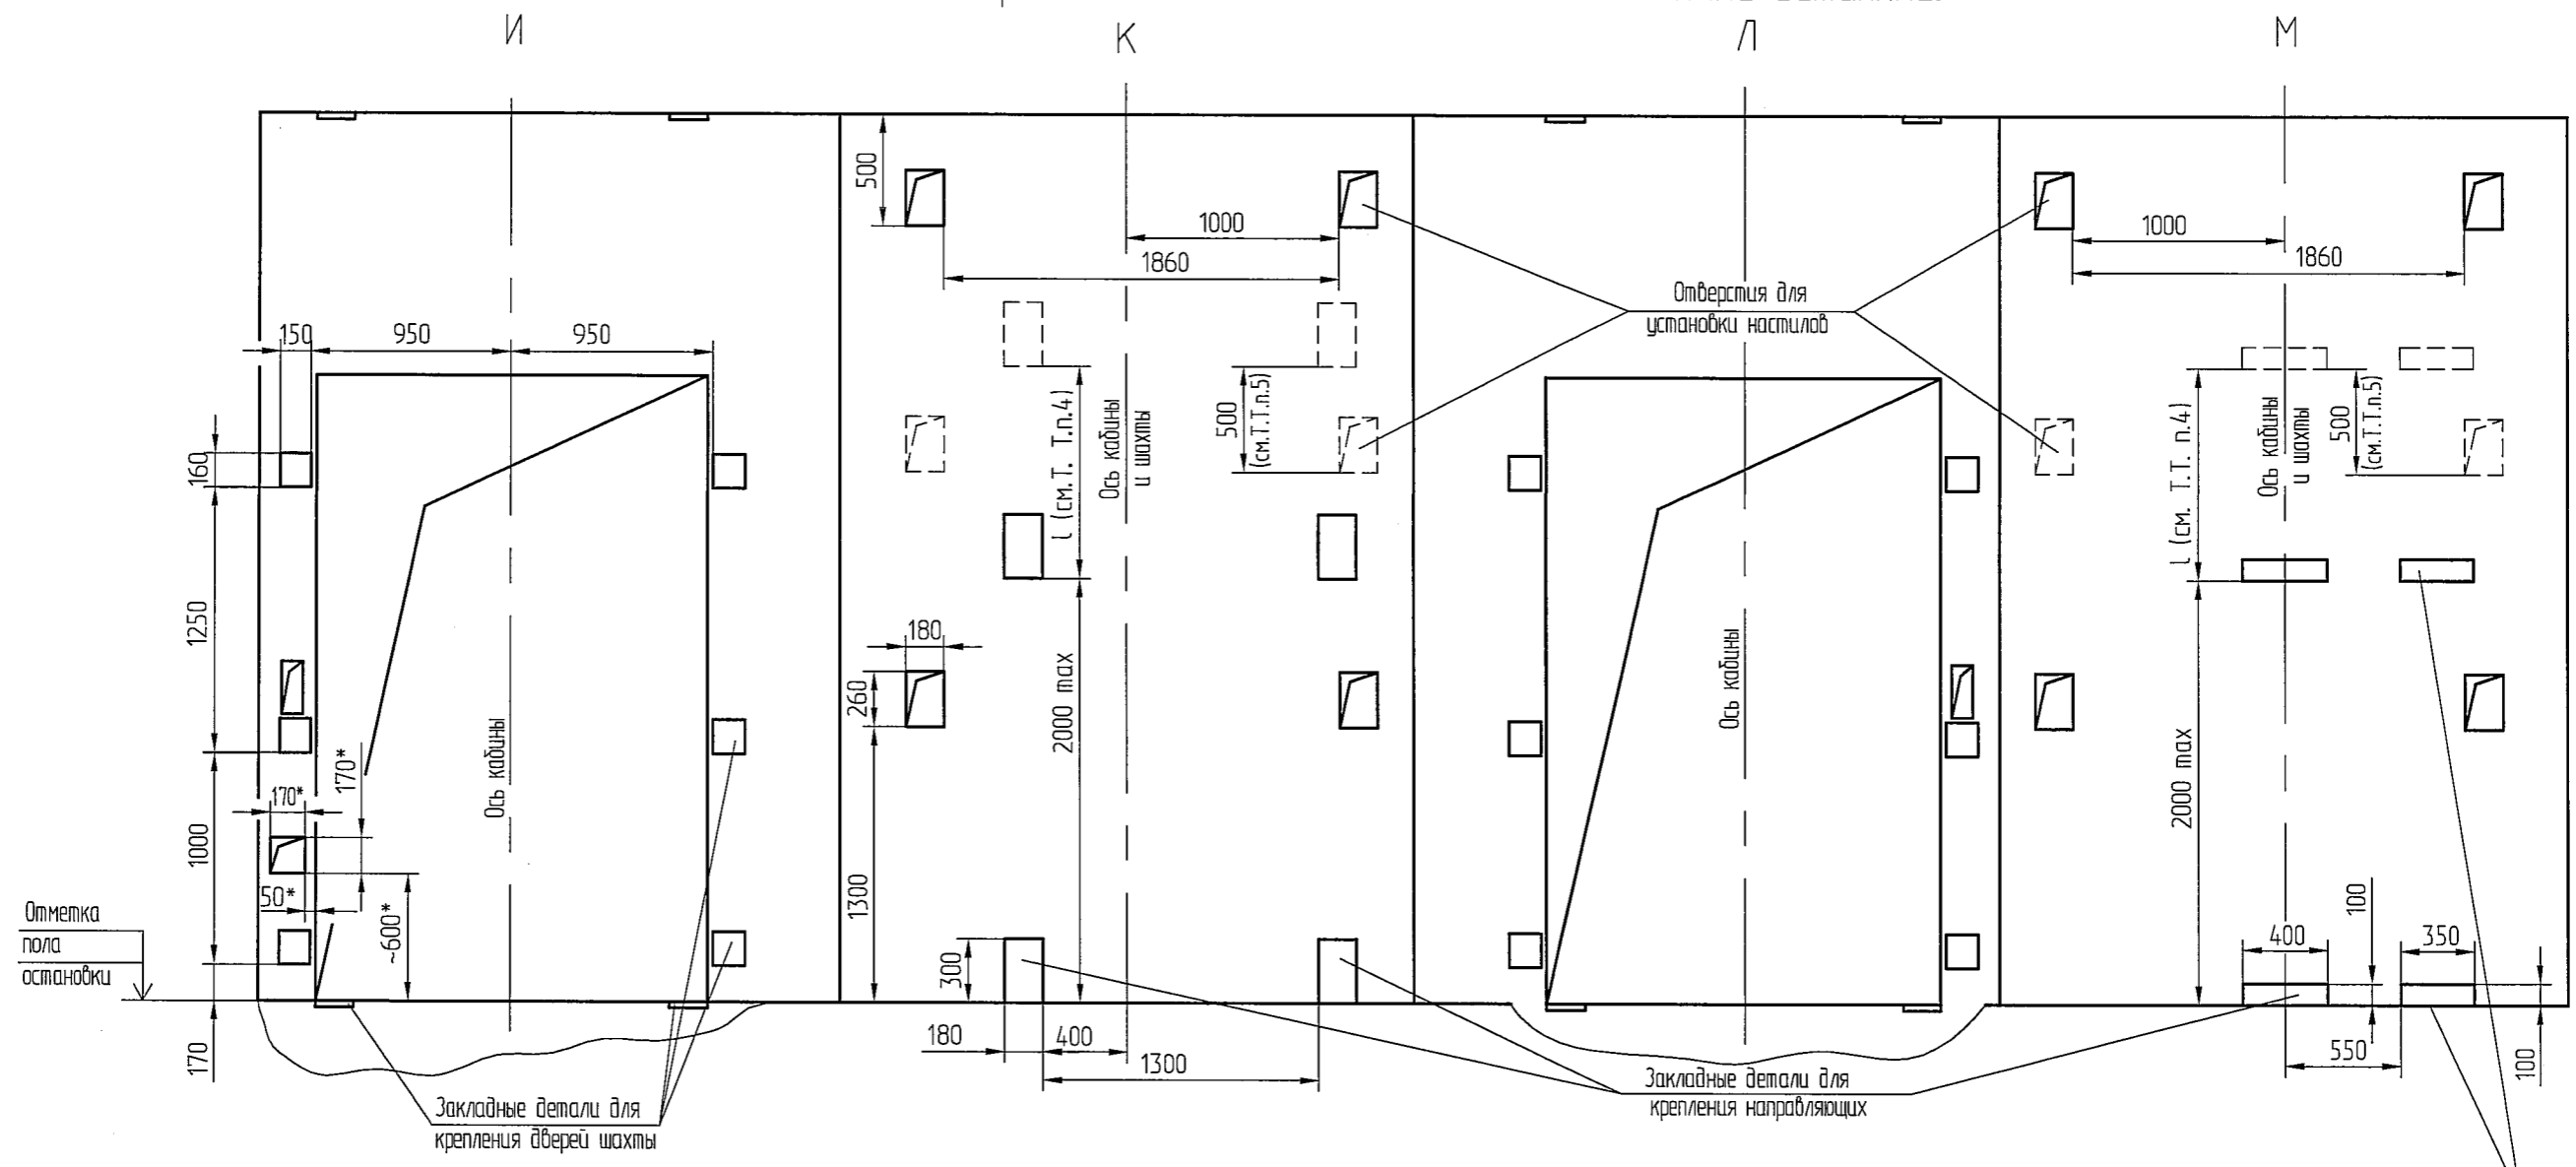 И
К
Л
М
500
1000
1860
1000
1860
Отверстия для
установки настилов
150
950
950
160
1250
1000
170
170*
170*
50*
~600*
Ось кабины
Отметка
пола
остановки
Закладные детали для
крепления дверей шахты
l (см.Т. Т.п.4)
Ось кабины
и шахты
500
(см.Т.Т.п.5)
180
260
1300
2000 max
300
180
400
1300
Ось кабины
Закладные детали для
крепления направляющих
l (см. Т.Т. п.4)
Ось кабины
и шахты
500
(см.Т.Т.п.5)
2000 max
400
100
350
550
100